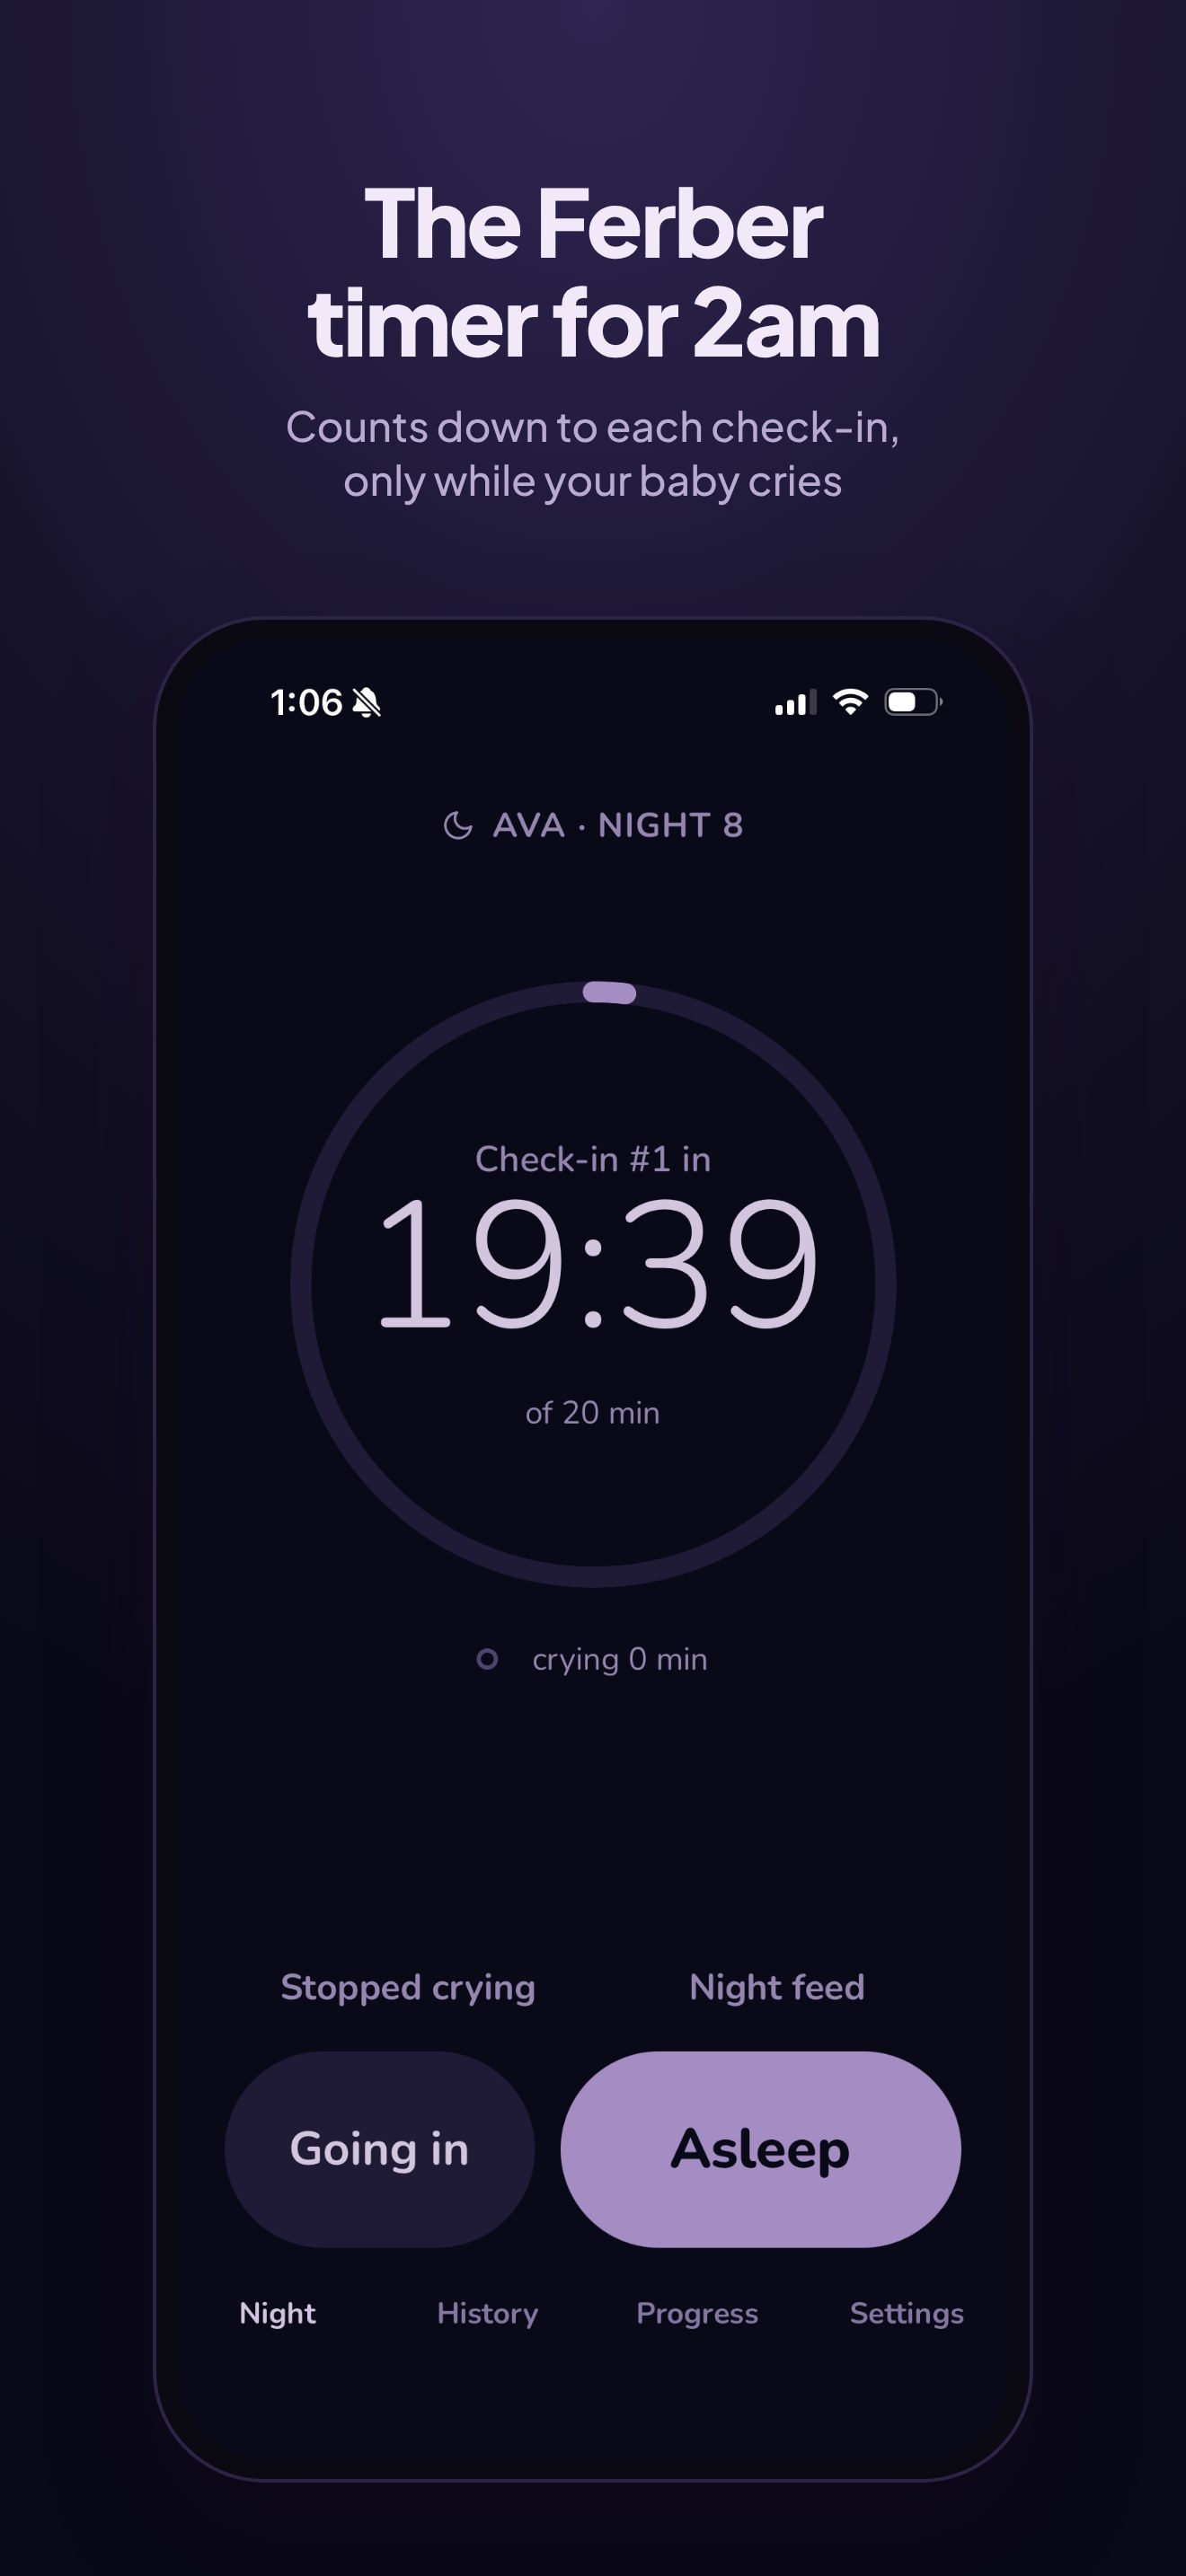 The Ferber
timer for 2am
Counts down to each check-in,
only while your baby cries
1:06
AVA · NIGHT 8
Check-in #1 in
19:39
of 20 min
crying 0 min
Stopped crying
Night feed
Going in
Asleep
Night
History
Progress
Settings